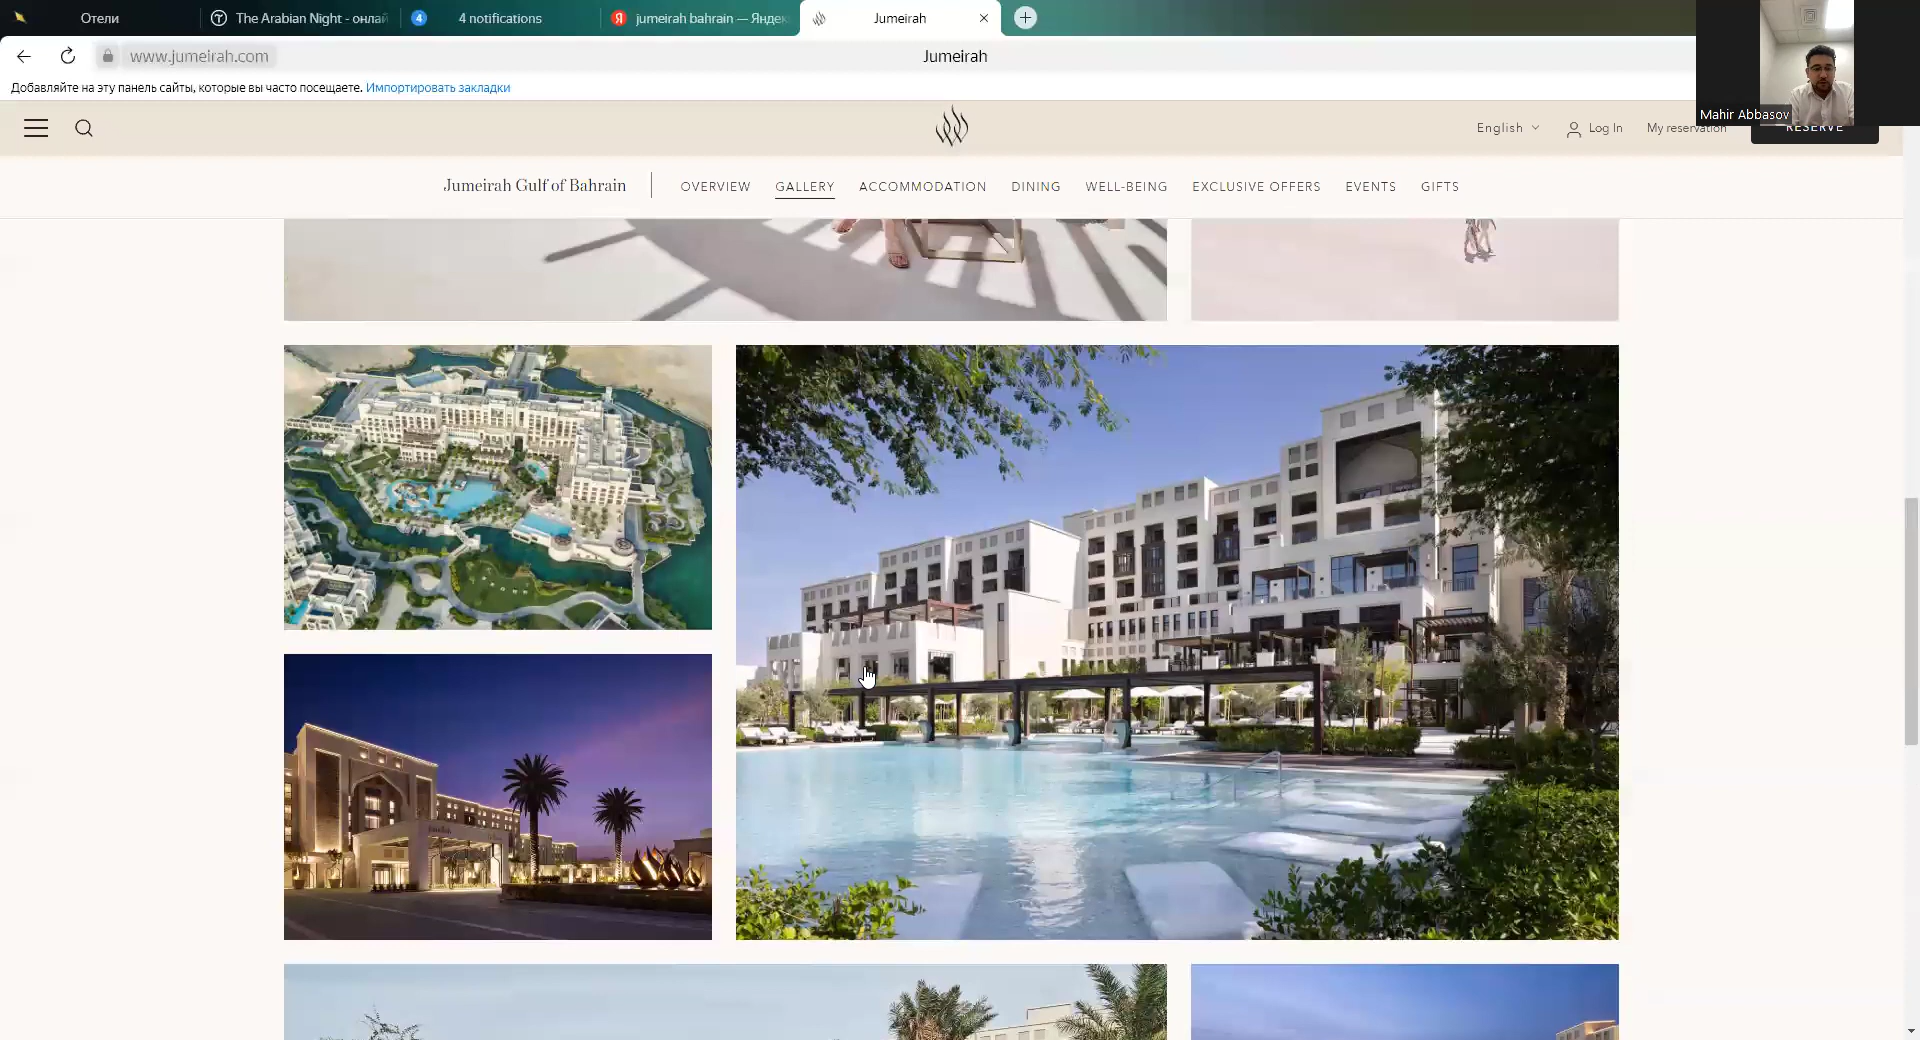 Отели
The Arabian Night - онлай
4
4 notifications
Я
jumeirah bahrain — Яндек
Jumeirah
www.jumeirah.com
Jumeirah
Добавляйте на эту панель сайты, которые вы часто посещаете. Импортировать закладки
English
Log In
My reservation
RESERVE
Mahir Abbasov
Jumeirah Gulf of Bahrain
OVERVIEW
GALLERY
ACCOMMODATION
DINING
WELL-BEING
EXCLUSIVE OFFERS
EVENTS
GIFTS